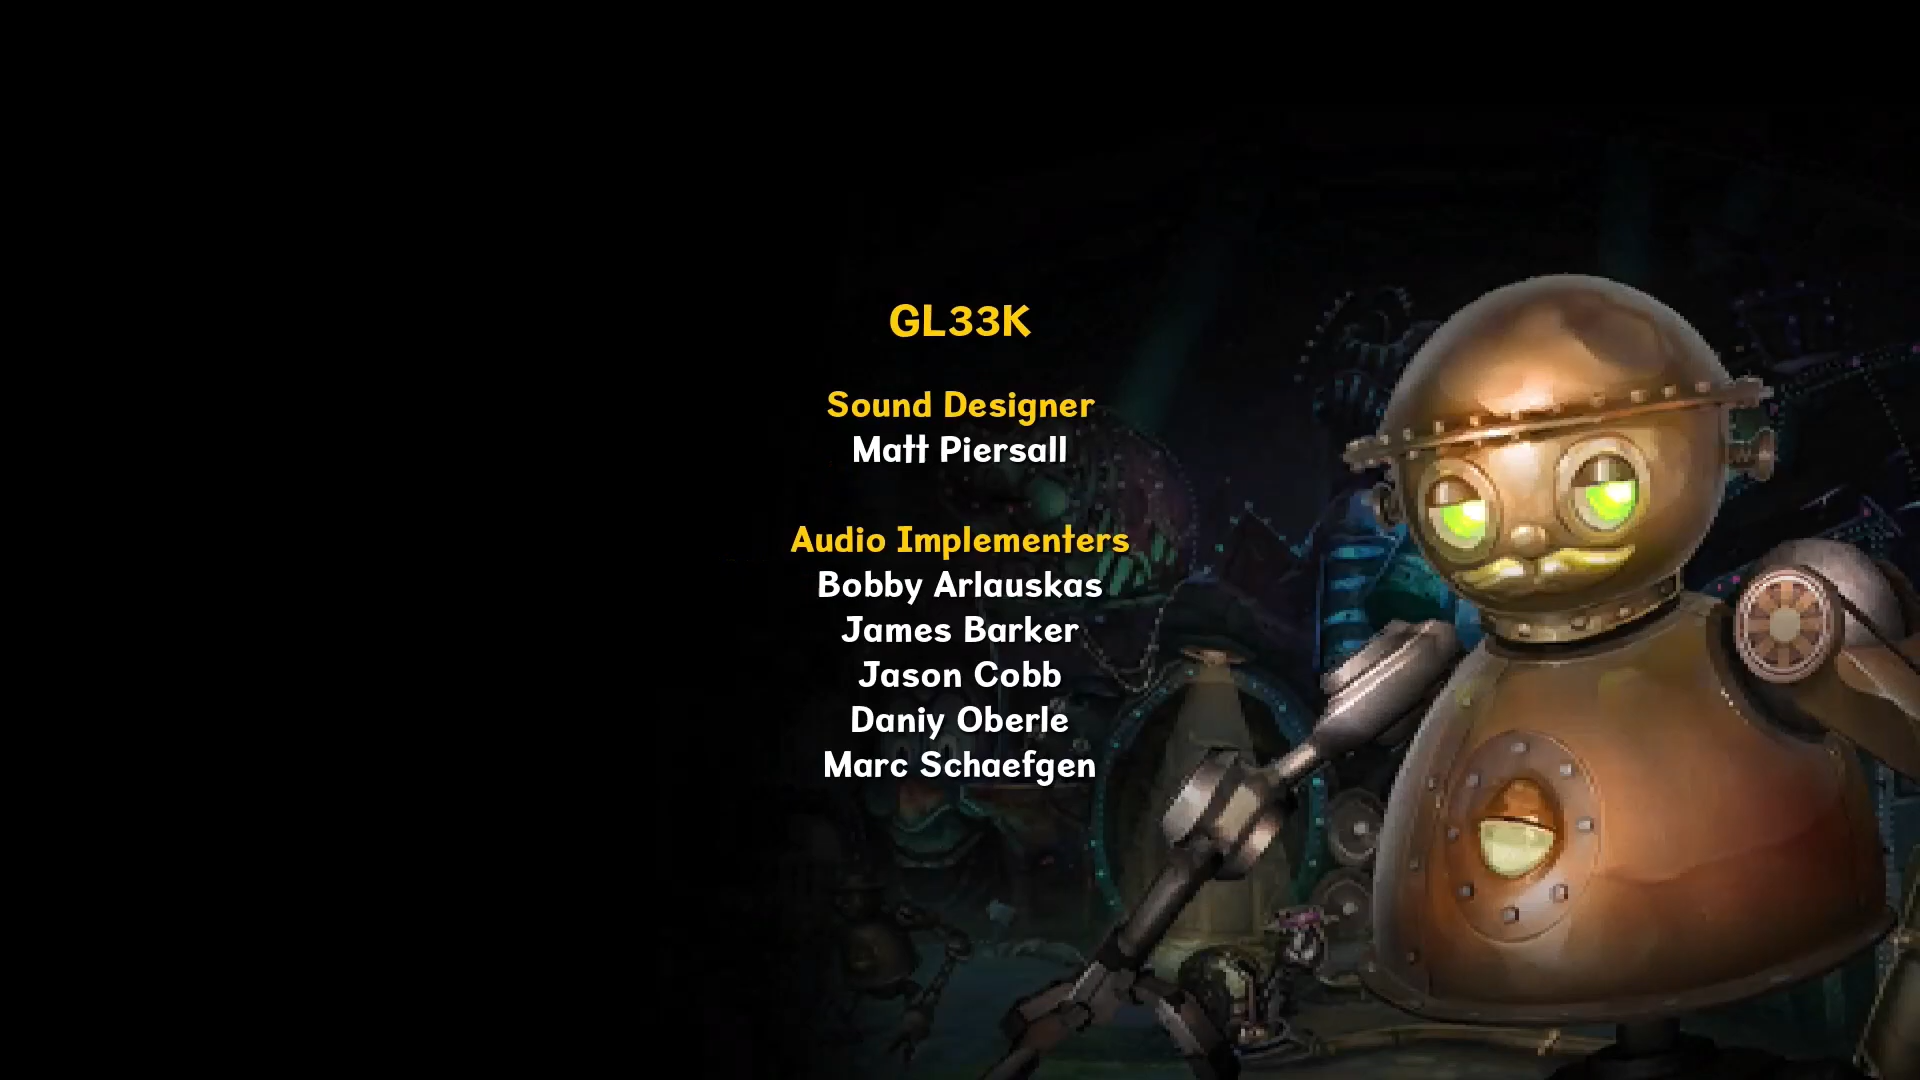 GL33K
Sound Designer
Matt Piersall
Audio Implementers
Bobby Arlauskas
James Barker
Jason Cobb
Daniy Oberle
Marc Schaefgen